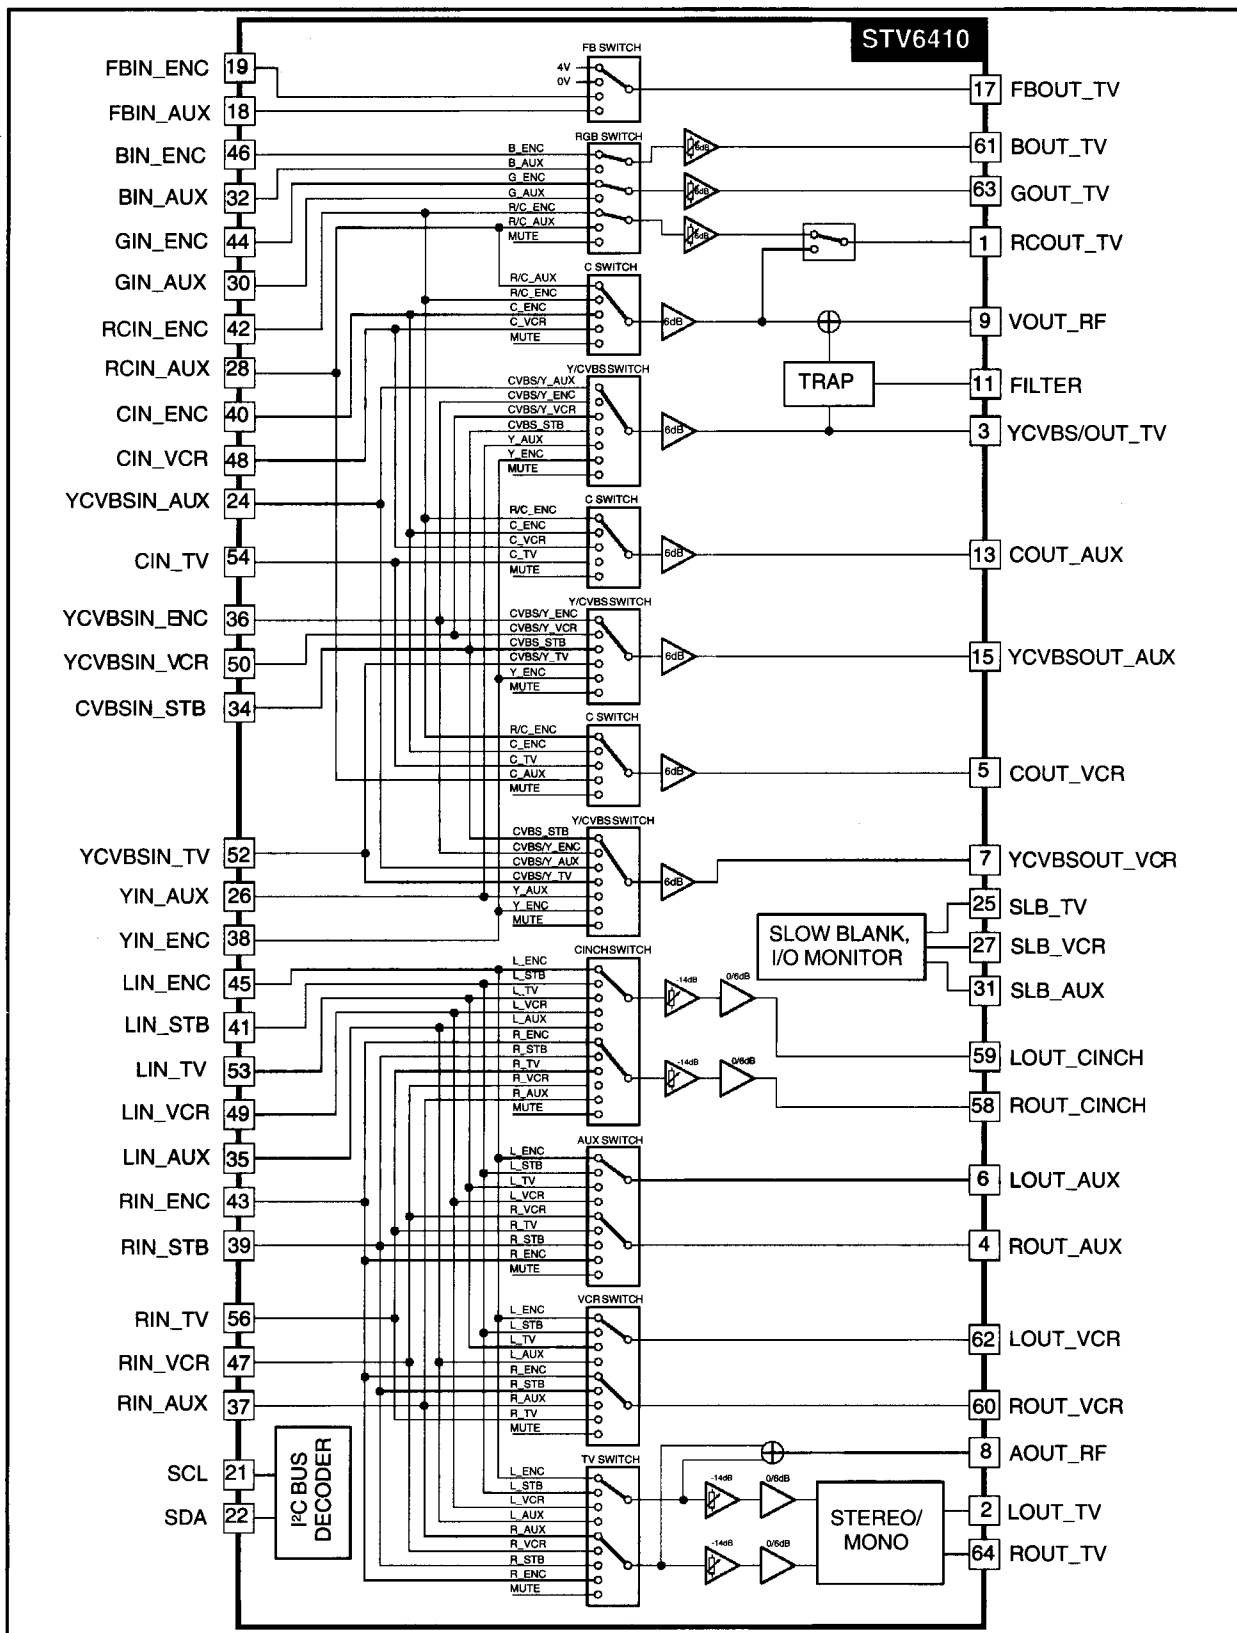 STV6410
FB SWITCH
FBIN_ENC 19
4V
0V
17 FBOUT_TV
FBIN_AUX 18
RGB SWITCH
BIN_ENC 46
B_ENC
6dB
61 BOUT_TV
B_AUX
BIN_AUX 32
G_ENC
6dB
63 GOUT_TV
G_AUX
R/C_ENC
R/C_AUX
6dB
MUTE
GIN_ENC 44
1 RCOUT_TV
C SWITCH
GIN_AUX 30
R/C_AUX
R/C_ENC
C_ENC
C_VCR
MUTE
6dB
RCIN_ENC 42
9 VOUT_RF
RCIN_AUX 28
Y/CVBS SWITCH
TRAP
11 FILTER
CVBS/Y_AUX
CVBS/Y_ENC
CVBS/Y_VCR
CVBS_STB
Y_AUX
Y_ENC
MUTE
6dB
CIN_ENC 40
3 YCVBS/OUT_TV
CIN_VCR 48
YCVBSIN_AUX 24
C SWITCH
R/C_ENC
C_ENC
C_VCR
C_TV
MUTE
6dB
13 COUT_AUX
CIN_TV 54
Y/CVBS SWITCH
YCVBSIN_ENC 36
CVBS/Y_ENC
CVBS/Y_VCR
CVBS_STB
CVBS/Y_TV
Y_ENC
MUTE
6dB
15 YCVBSOUT_AUX
YCVBSIN_VCR 50
CVBSIN_STB 34
C SWITCH
R/C_ENC
C_ENC
C_TV
C_AUX
MUTE
6dB
5 COUT_VCR
Y/CVBS SWITCH
CVBS_STB
CVBS/Y_ENC
CVBS/Y_AUX
CVBS/Y_TV
Y_AUX
Y_ENC
MUTE
6dB
YCVBSIN_TV 52
7 YCVBSOUT_VCR
YIN_AUX 26
25 SLB_TV
SLOW BLANK,
I/O MONITOR
27 SLB_VCR
YIN_ENC 38
31 SLB_AUX
CINCH SWITCH
LIN_ENC 45
L_ENC
L_STB
L_TV
L_VCR
L_AUX
R_ENC
R_STB
R_TV
R_VCR
R_AUX
MUTE
-14dB
0/6dB
LIN_STB 41
59 LOUT_CINCH
-14dB
0/6dB
LIN_TV 53
58 ROUT_CINCH
LIN_VCR 49
AUX SWITCH
LIN_AUX 35
L_ENC
L_STB
L_TV
L_VCR
R_VCR
R_TV
R_STB
R_ENC
MUTE
6 LOUT_AUX
RIN_ENC 43
RIN_STB 39
4 ROUT_AUX
VCR SWITCH
RIN_TV 56
L_ENC
L_STB
L_TV
L_AUX
R_ENC
R_STB
R_AUX
R_TV
MUTE
62 LOUT_VCR
RIN_VCR 47
RIN_AUX 37
60 ROUT_VCR
TV SWITCH
8 AOUT_RF
SCL 21
SDA 22
I²C BUS
DECODER
L_ENC
L_STB
L_VCR
L_AUX
R_AUX
R_VCR
R_STB
R_ENC
MUTE
-14dB
0/6dB
-14dB
0/6dB
STEREO/
MONO
2 LOUT_TV
64 ROUT_TV